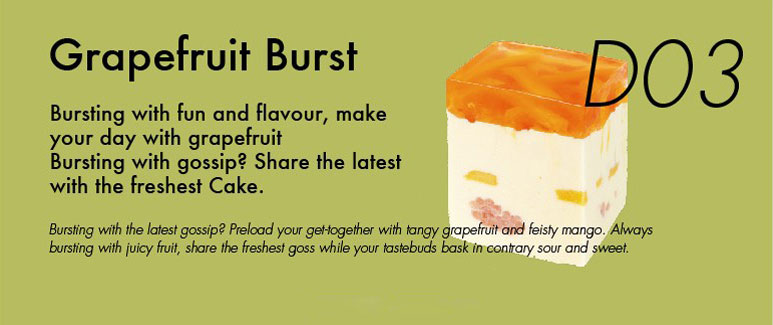 Grapefruit Burst
D03
Bursting with fun and flavour, make
your day with grapefruit
Bursting with gossip? Share the latest
with the freshest Cake.
Bursting with the latest gossip? Preload your get-together with tangy grapefruit and feisty mango. Always
bursting with juicy fruit, share the freshest goss while your tastebuds bask in contrary sour and sweet.